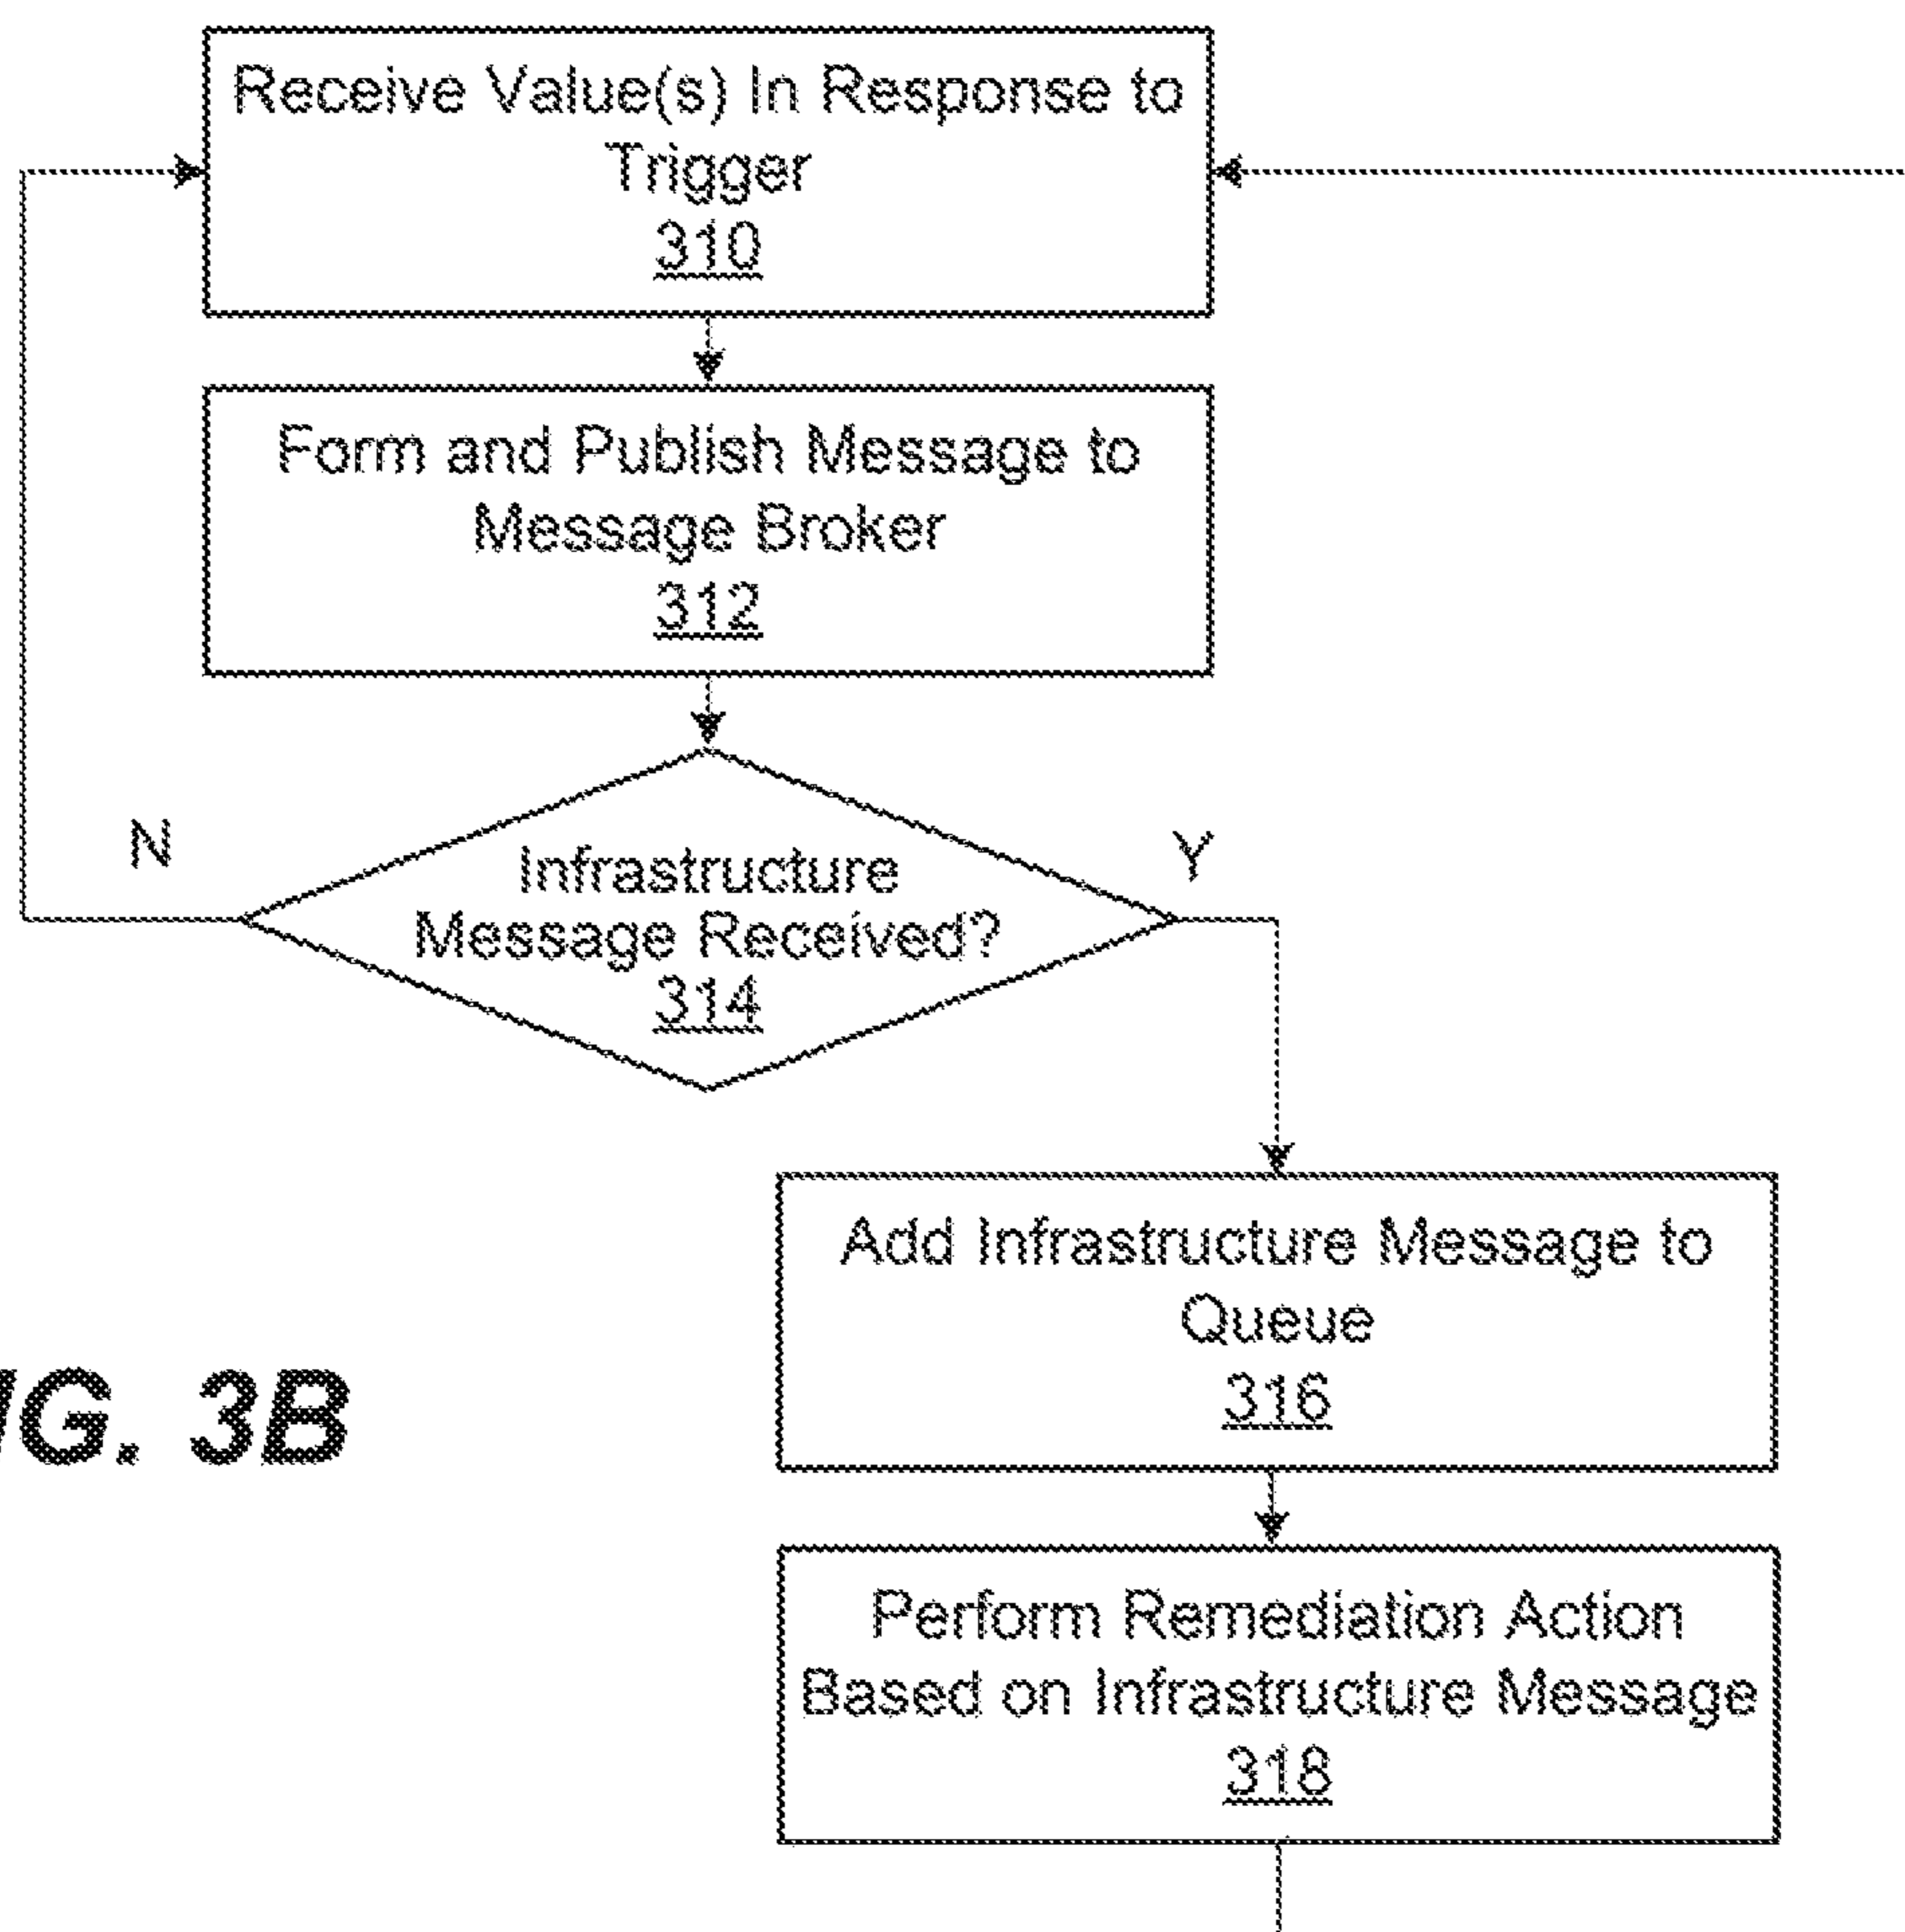 Receive Value(s) In Response to
Trigger
310
Form and Publish Message to
Message Broker
312
N
Y
Infrastructure
Message Received?
314
Add Infrastructure Message to
Queue
316
IG. 3B
Perform Remediation Action
Based on Infrastructure Message
318